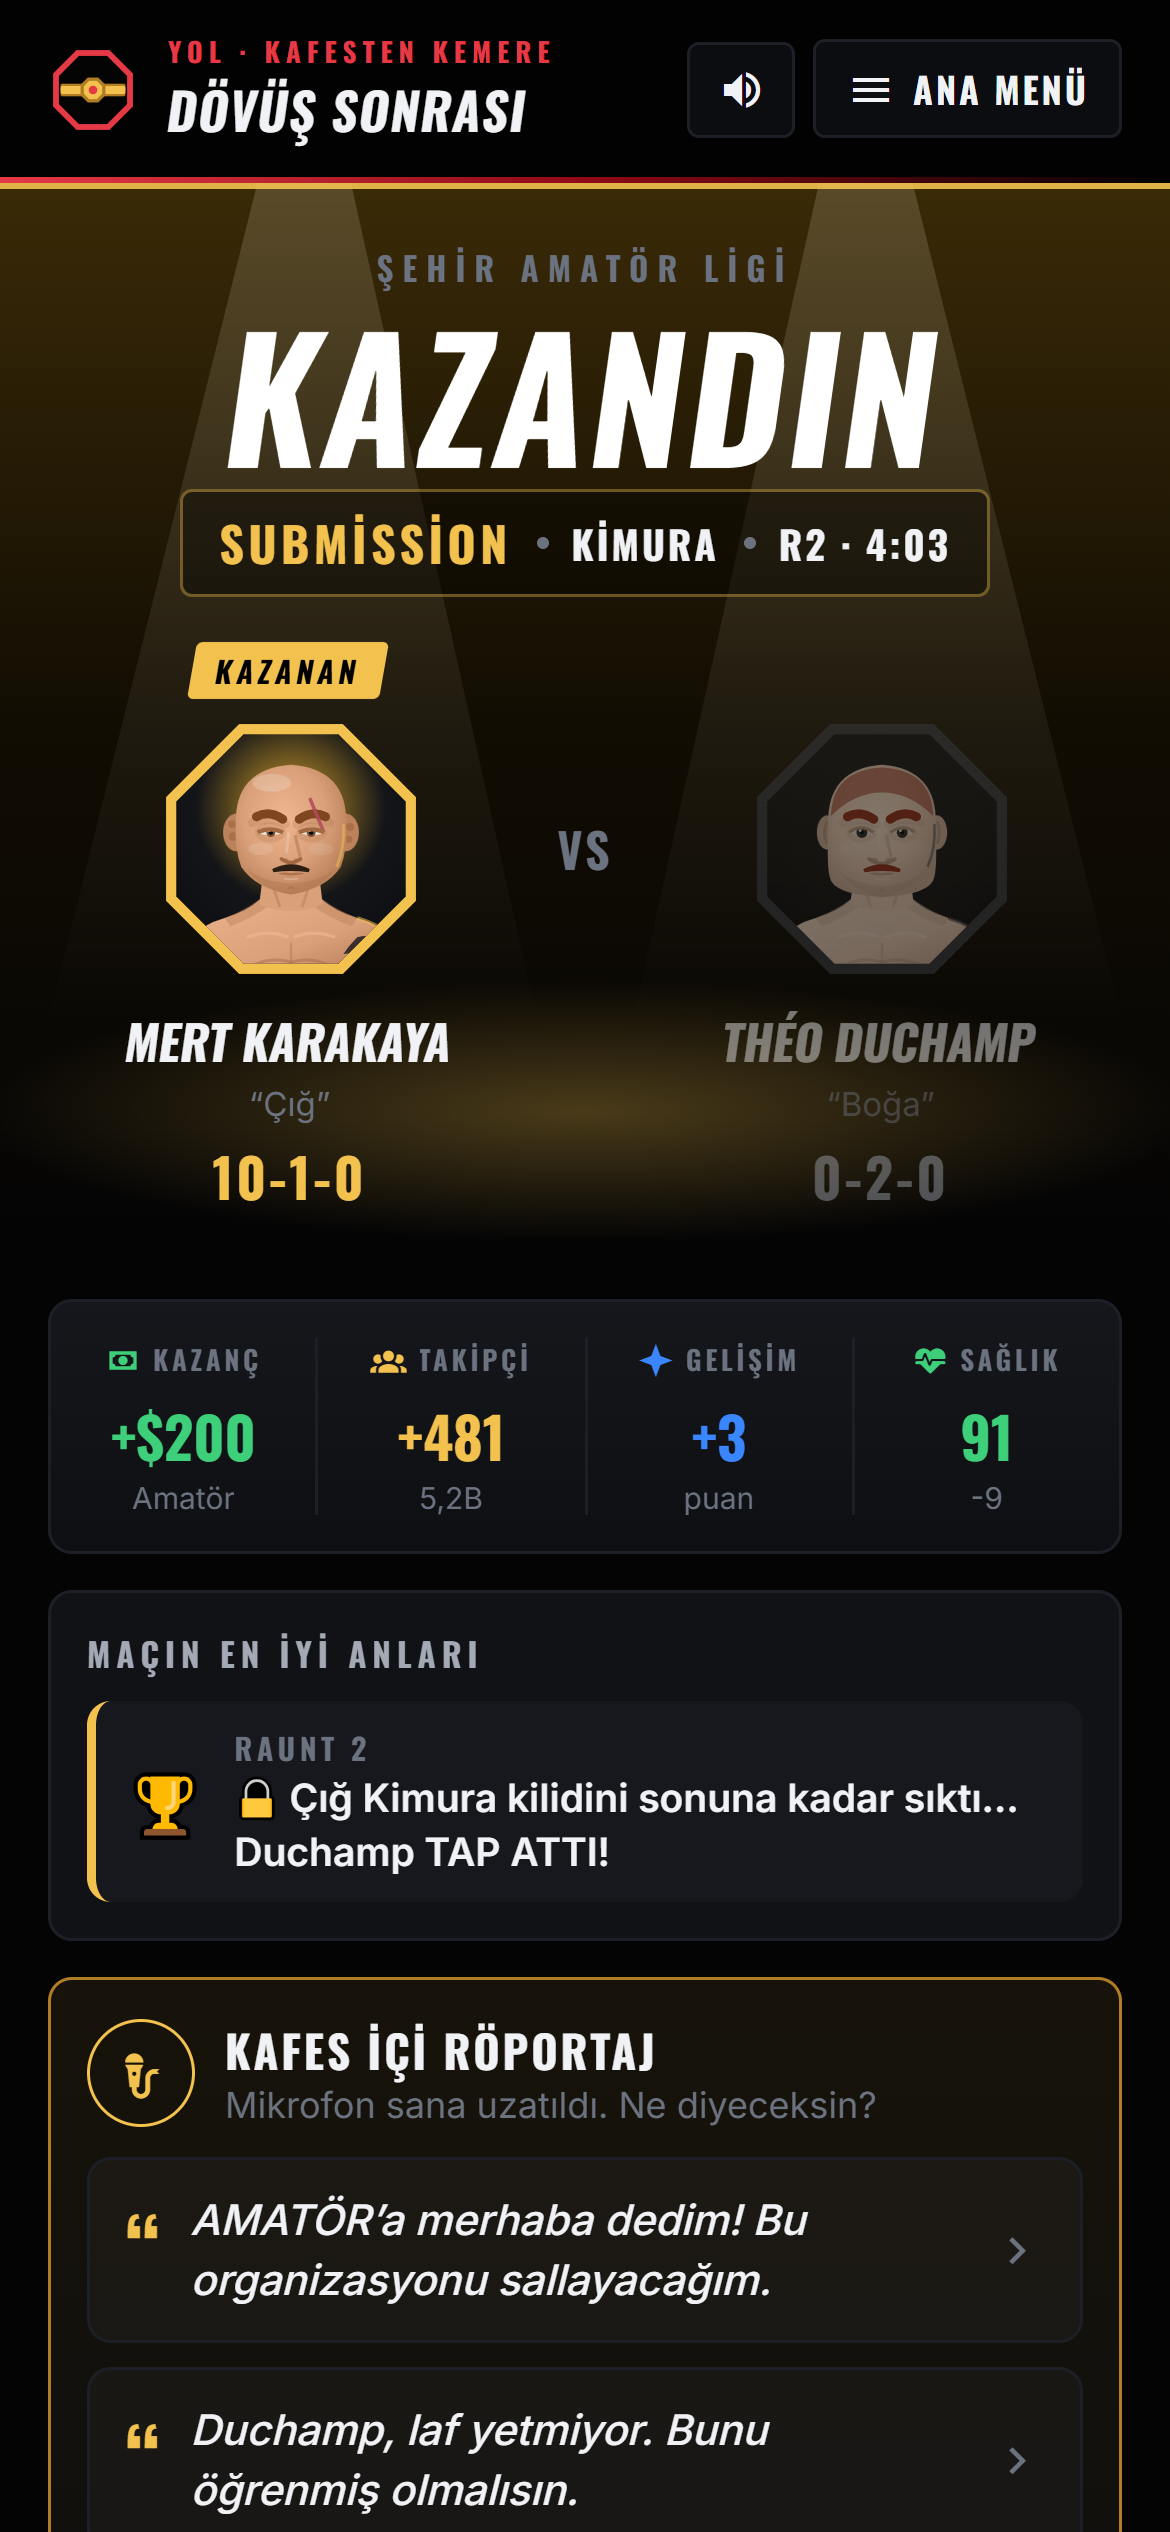 YOL · KAFESTEN KEMERE
DÖVÜŞ SONRASI
ANA MENÜ
ŞEHİR AMATÖR LİGİ
KAZANDIN
SUBMİSSİON • KİMURA • R2 · 4:03
KAZANAN
VS
MERT KARAKAYA
“Çığ”
10-1-0
THÉO DUCHAMP
“Boğa”
0-2-0
KAZANÇ
+$200
Amatör
TAKİPÇİ
+481
5,2B
GELİŞİM
+3
puan
SAĞLIK
91
-9
MAÇIN EN İYİ ANLARI
RAUNT 2
🔒 Çığ Kimura kilidini sonuna kadar sıktı...
Duchamp TAP ATTI!
KAFES İÇİ RÖPORTAJ
Mikrofon sana uzatıldı. Ne diyeceksin?
AMATÖR’a merhaba dedim! Bu
organizasyonu sallayacağım.
Duchamp, laf yetmiyor. Bunu
öğrenmiş olmalısın.